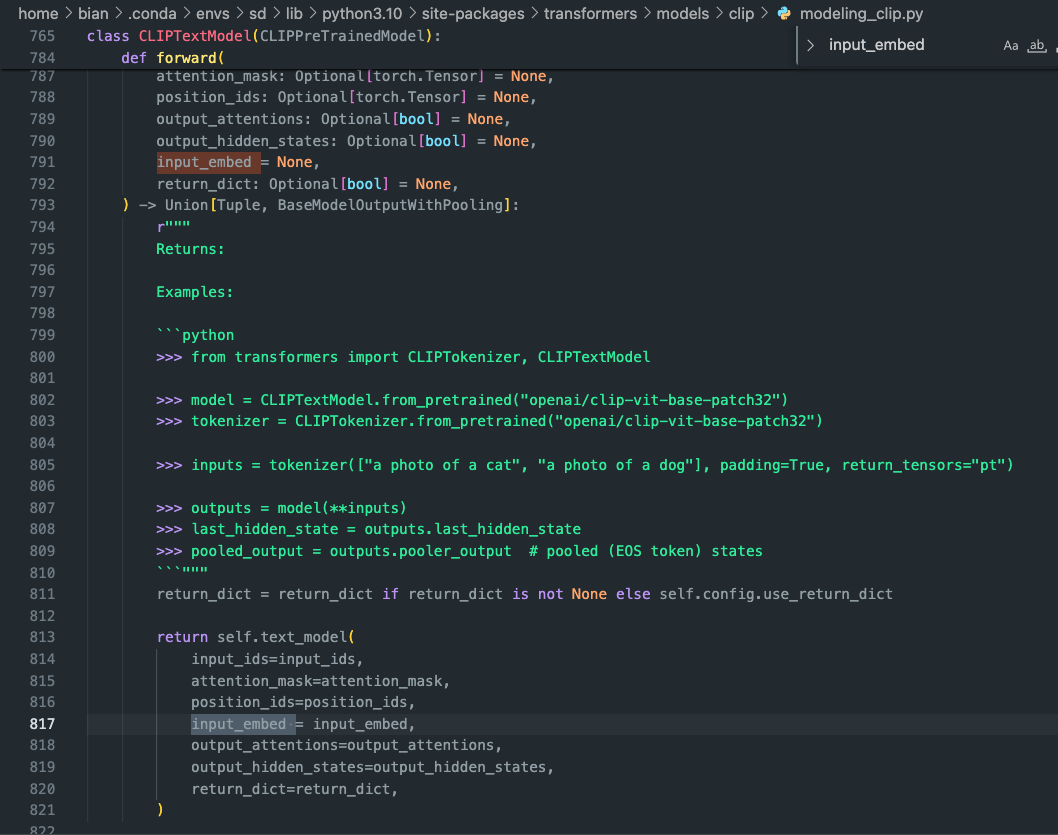 home > bian > .conda > envs > sd > lib > python3.10 > site-packages > transformers > models > clip > modeling_clip.py
765 class CLIPTextModel(CLIPPreTrainedModel):
> input_embed Aa ab
784 def forward(
787 attention_mask: Optional[torch.Tensor] = None,
788 position_ids: Optional[torch.Tensor] = None,
789 output_attentions: Optional[bool] = None,
790 output_hidden_states: Optional[bool] = None,
791 input_embed = None,
792 return_dict: Optional[bool] = None,
793 ) -> Union[Tuple, BaseModelOutputWithPooling]:
794 r"""
795 Returns:
796
797 Examples:
798
799 ```python
800 >>> from transformers import CLIPTokenizer, CLIPTextModel
801
802 >>> model = CLIPTextModel.from_pretrained("openai/clip-vit-base-patch32")
803 >>> tokenizer = CLIPTokenizer.from_pretrained("openai/clip-vit-base-patch32")
804
805 >>> inputs = tokenizer(["a photo of a cat", "a photo of a dog"], padding=True, return_tensors="pt")
806
807 >>> outputs = model(**inputs)
808 >>> last_hidden_state = outputs.last_hidden_state
809 >>> pooled_output = outputs.pooler_output  # pooled (EOS token) states
810 ```"""
811 return_dict = return_dict if return_dict is not None else self.config.use_return_dict
812
813 return self.text_model(
814 input_ids=input_ids,
815 attention_mask=attention_mask,
816 position_ids=position_ids,
817 input_embed = input_embed,
818 output_attentions=output_attentions,
819 output_hidden_states=output_hidden_states,
820 return_dict=return_dict,
821 )
822